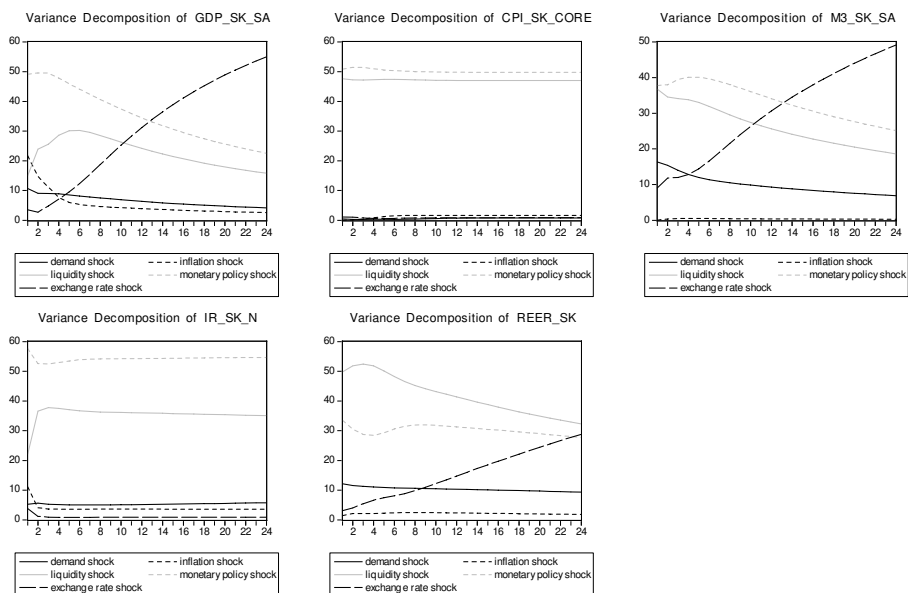 Variance Decomposition of GDP_SK_SA
60
50
40
30
20
10
0
2 4 6 8 10 12 14 16 18 20 22 24
demand shock inflation shock
liquidity shock monetary policy shock
exchange rate shock
Variance Decomposition of CPI_SK_CORE
60
50
40
30
20
10
0
2 4 6 8 10 12 14 16 18 20 22 24
demand shock inflation shock
liquidity shock monetary policy shock
exchange rate shock
Variance Decomposition of M3_SK_SA
50
40
30
20
10
0
2 4 6 8 10 12 14 16 18 20 22 24
demand shock inflation shock
liquidity shock monetary policy shock
exchange rate shock
Variance Decomposition of IR_SK_N
60
50
40
30
20
10
0
2 4 6 8 10 12 14 16 18 20 22 24
demand shock inflation shock
liquidity shock monetary policy shock
exchange rate shock
Variance Decomposition of REER_SK
60
50
40
30
20
10
0
2 4 6 8 10 12 14 16 18 20 22 24
demand shock inflation shock
liquidity shock monetary policy shock
exchange rate shock